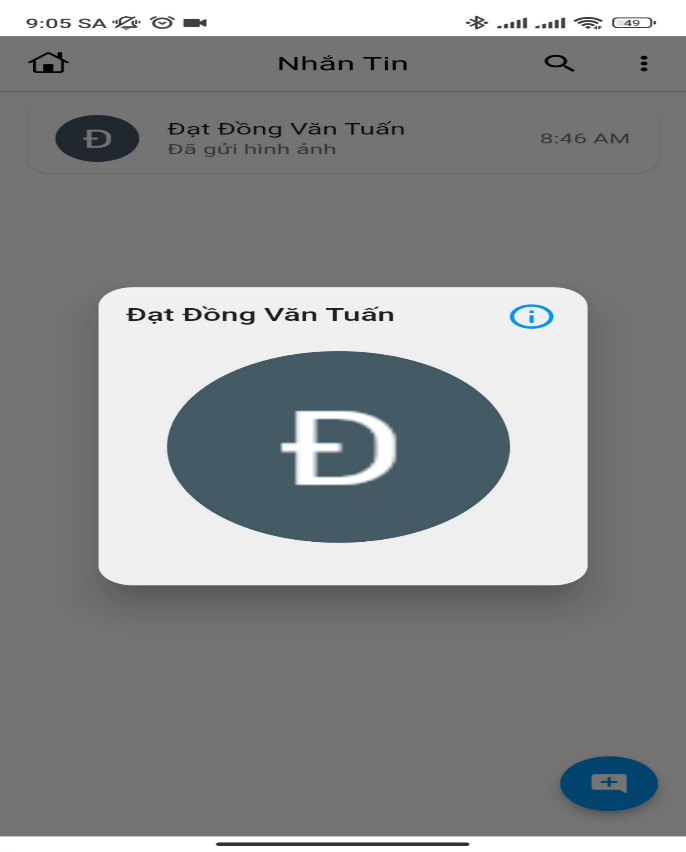 9:05 SA
49
Nhắn Tin
Đ
Đạt Đồng Văn Tuấn
Đã gửi hình ảnh
8:46 AM
Đạt Đồng Văn Tuấn
Đ